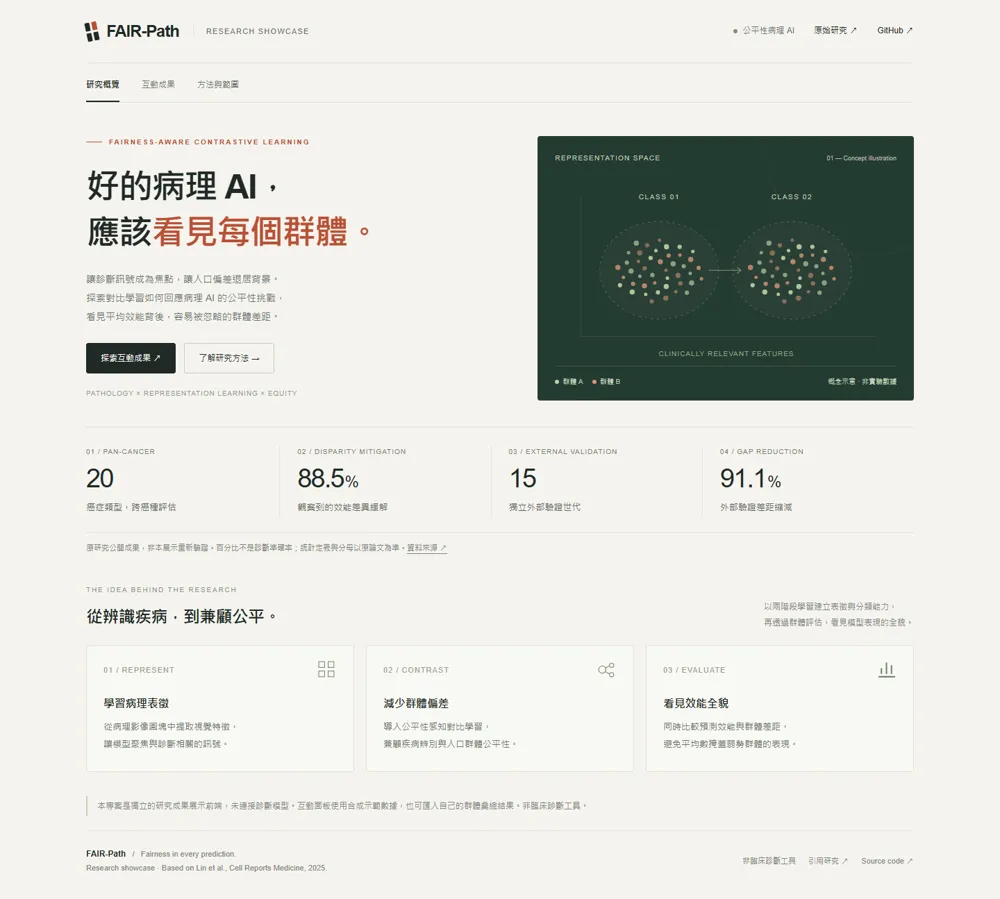 FAIR-Path
RESEARCH SHOWCASE
公平性病理 AI
原始研究 ↗
GitHub ↗
研究概覽
互動成果
方法與範圍
FAIRNESS-AWARE CONTRASTIVE LEARNING
好的病理 AI，
應該看見每個群體。
讓診斷訊號成為焦點，讓人口偏差退居背景。
探索對比學習如何回應病理 AI 的公平性挑戰，
看見平均效能背後，容易被忽略的群體差距。
探索互動成果 ↗
了解研究方法 →
PATHOLOGY × REPRESENTATION LEARNING × EQUITY
REPRESENTATION SPACE
01 — Concept illustration
CLASS 01
CLASS 02
CLINICALLY RELEVANT FEATURES
群體 A
群體 B
概念示意 · 非實驗數據
01 / PAN-CANCER
20
癌症類型，跨癌種評估
02 / DISPARITY MITIGATION
88.5%
觀察到的效能差異緩解
03 / EXTERNAL VALIDATION
15
獨立外部驗證世代
04 / GAP REDUCTION
91.1%
外部驗證差距縮減
原研究公開成果，非本展示重新驗證。百分比不是診斷準確率；統計定義與分母以原論文為準。資料來源 ↗
THE IDEA BEHIND THE RESEARCH
從辨識疾病，到兼顧公平。
以兩階段學習建立表徵與分類能力，
再透過群體評估，看見模型表現的全貌。
01 / REPRESENT
學習病理表徵
從病理影像圖塊中擷取視覺特徵，
讓模型聚焦與診斷相關的訊號。
02 / CONTRAST
減少群體偏差
導入公平性感知對比學習，
兼顧疾病辨別與人口群體公平性。
03 / EVALUATE
看見效能全貌
同時比較預測效能與群體差距，
避免平均數掩蓋弱勢群體的表現。
本專案是獨立的研究成果展示前端，未連接診斷模型。互動面板使用合成示範數據，也可匯入自己的群體彙總結果。非臨床診斷工具。
FAIR-Path / Fairness in every prediction.
Research showcase · Based on Lin et al., Cell Reports Medicine, 2025.
非臨床診斷工具
引用研究 ↗
Source code ↗